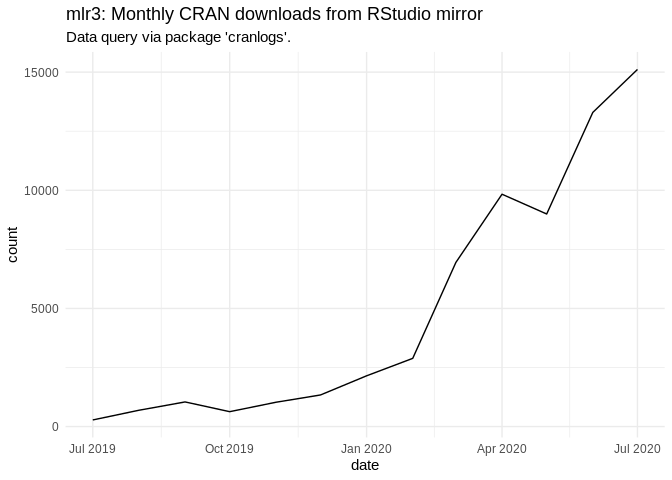 mlr3: Monthly CRAN downloads from RStudio mirror
Data query via package 'cranlogs'.
15000
10000
5000
0
count
Jul 2019
Oct 2019
Jan 2020
Apr 2020
Jul 2020
date